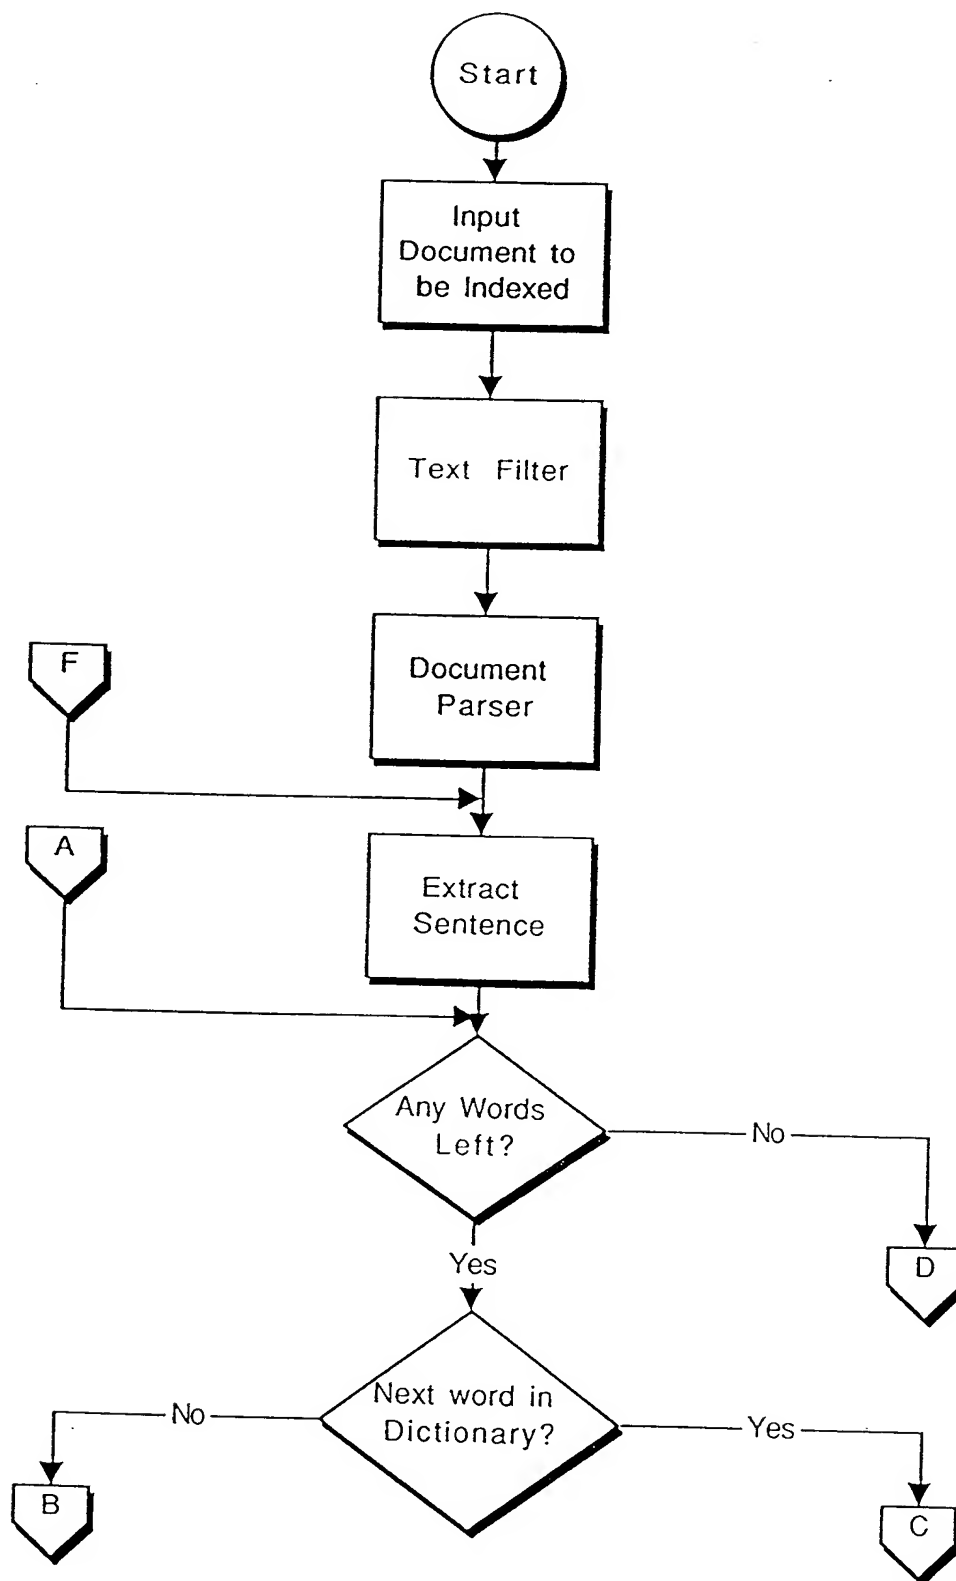 Start
Input
Document to
be Indexed
Text Filter
Document
Parser
F
A
Extract
Sentence
Any Words
Left?
No
D
Yes
Next word in
Dictionary?
No
Yes
B
C